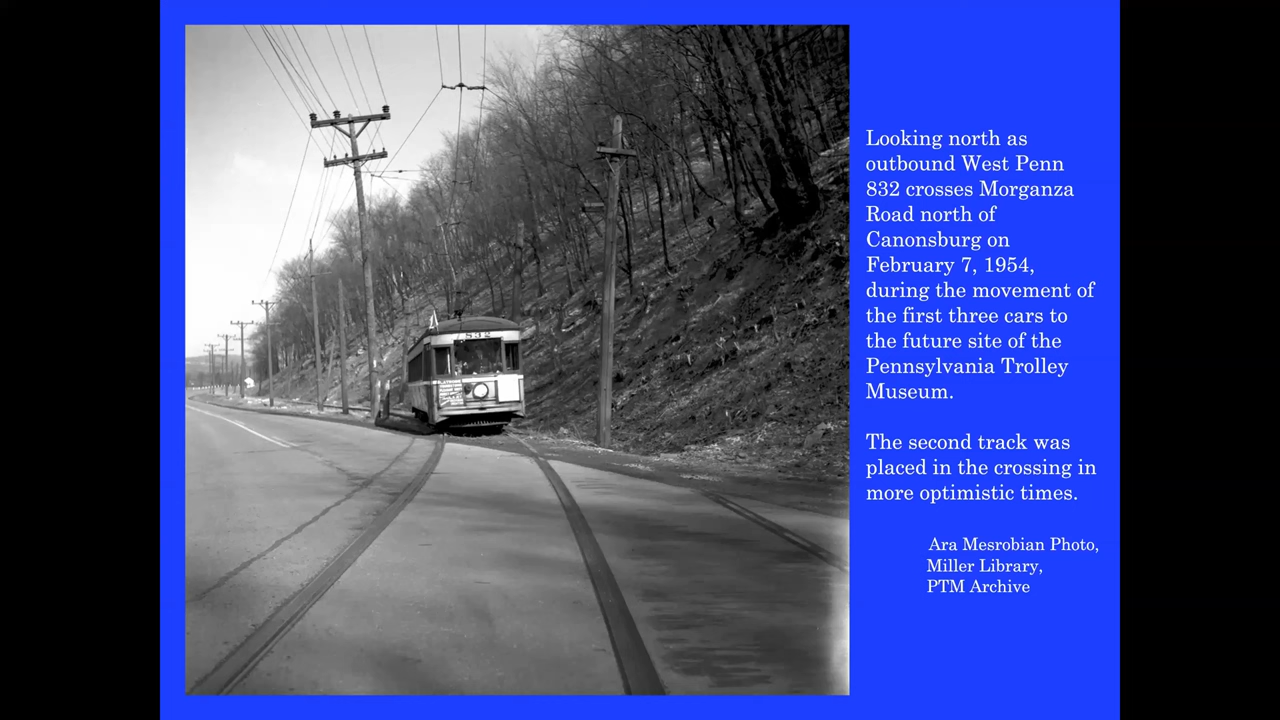 832
Looking north as
outbound West Penn
832 crosses Morganza
Road north of
Canonsburg on
February 7, 1954,
during the movement of
the first three cars to
the future site of the
Pennsylvania Trolley
Museum.
The second track was
placed in the crossing in
more optimistic times.
Ara Mesrobian Photo,
Miller Library,
PTM Archive